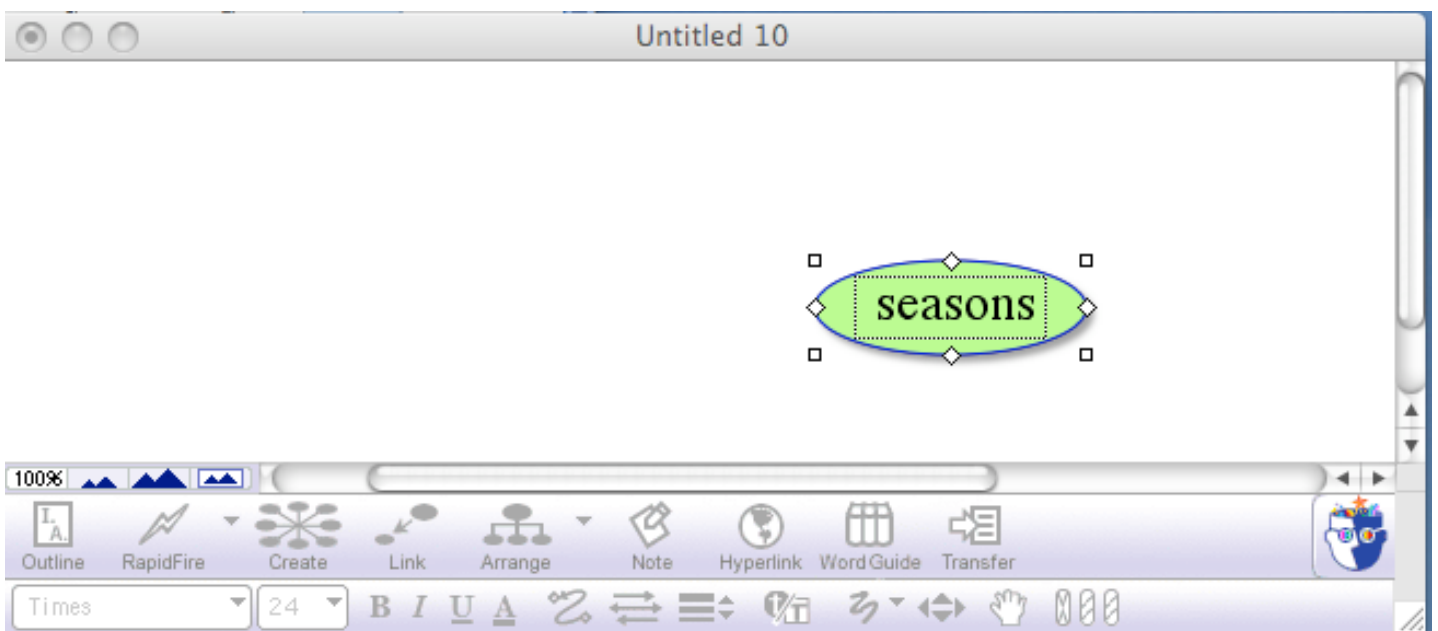 Untitled 10
seasons
100%
I.
A.
Outline RapidFire Create Link Arrange Note Hyperlink Word Guide Transfer
Times 24 B I U A